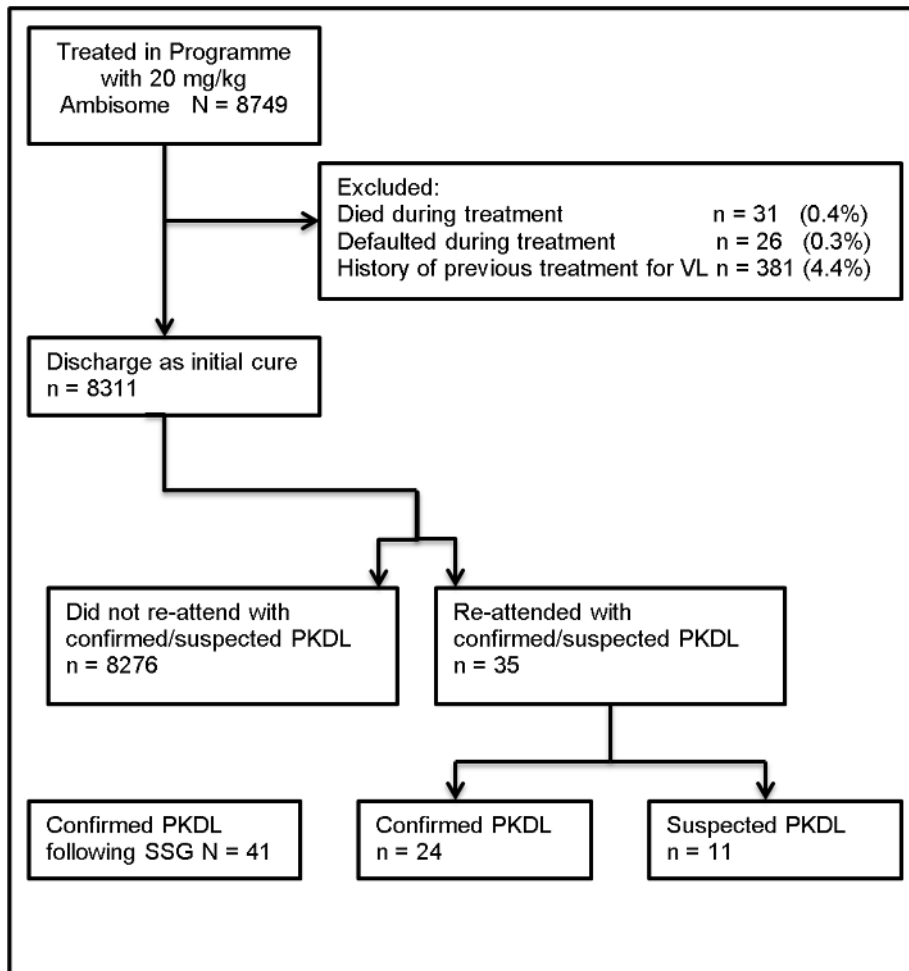 Treated in Programme
with 20 mg/kg
Ambisome N = 8749
Excluded:
Died during treatment n = 31 (0.4%)
Defaulted during treatment n = 26 (0.3%)
History of previous treatment for VL n = 381 (4.4%)
Discharge as initial cure
n = 8311
Did not re-attend with
confirmed/suspected PKDL
n = 8276
Re-attended with
confirmed/suspected PKDL
n = 35
Confirmed PKDL
following SSG N = 41
Confirmed PKDL
n = 24
Suspected PKDL
n = 11